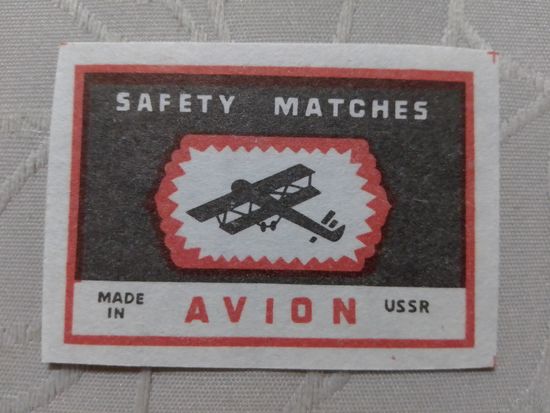 SAFETY MATCHES
MADE IN
AVION
USSR